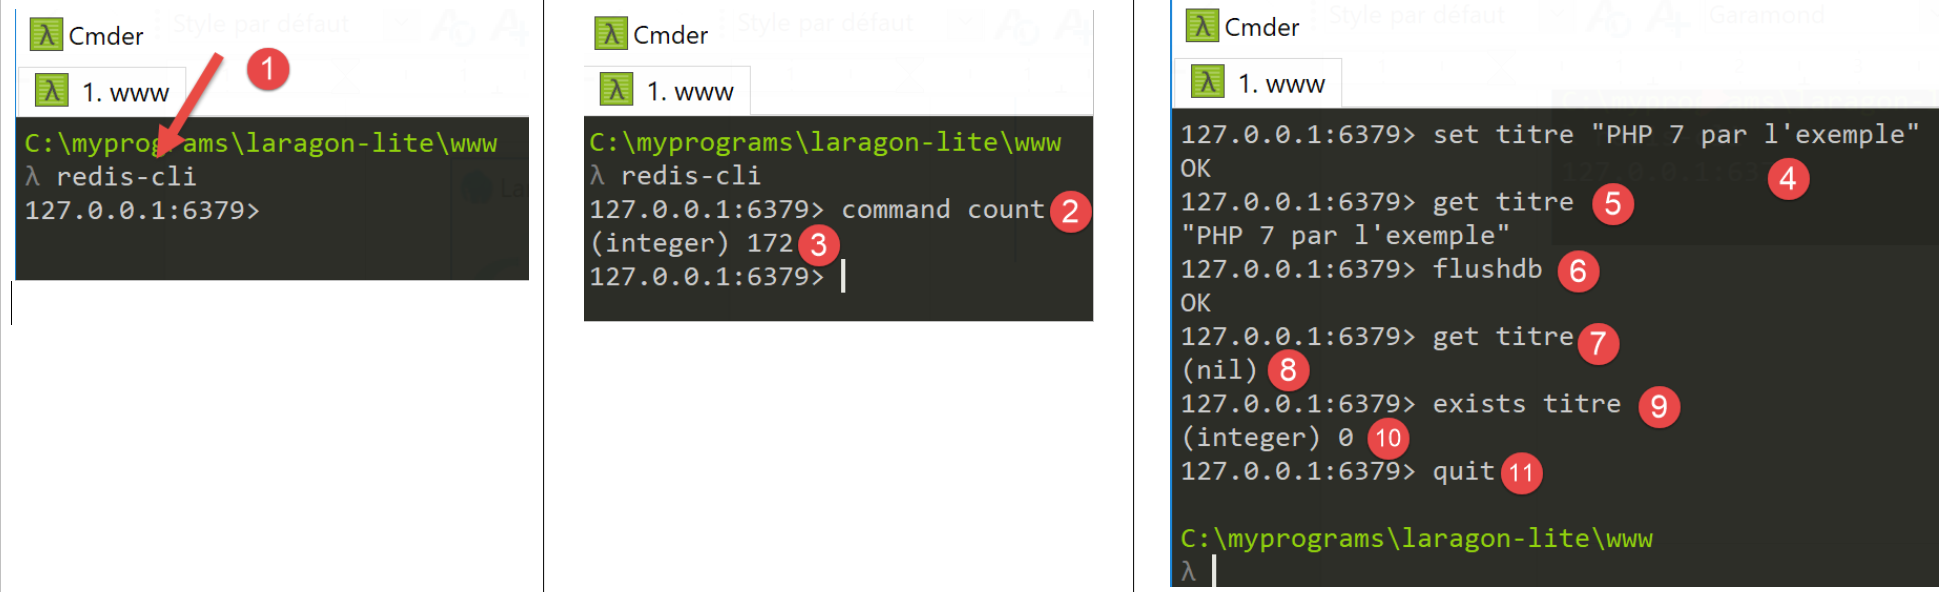 λ Cmder
1
λ 1. www
C:\myprograms\laragon-lite\www
λ redis-cli
127.0.0.1:6379>
λ Cmder
λ 1. www
C:\myprograms\laragon-lite\www
λ redis-cli
127.0.0.1:6379> command count 2
(integer) 172 3
127.0.0.1:6379>
λ Cmder
λ 1. www
127.0.0.1:6379> set titre "PHP 7 par l'exemple"
OK 4
127.0.0.1:6379> get titre 5
"PHP 7 par l'exemple"
127.0.0.1:6379> flushdb 6
OK
127.0.0.1:6379> get titre 7
(nil) 8
127.0.0.1:6379> exists titre 9
(integer) 0 10
127.0.0.1:6379> quit 11
C:\myprograms\laragon-lite\www
λ